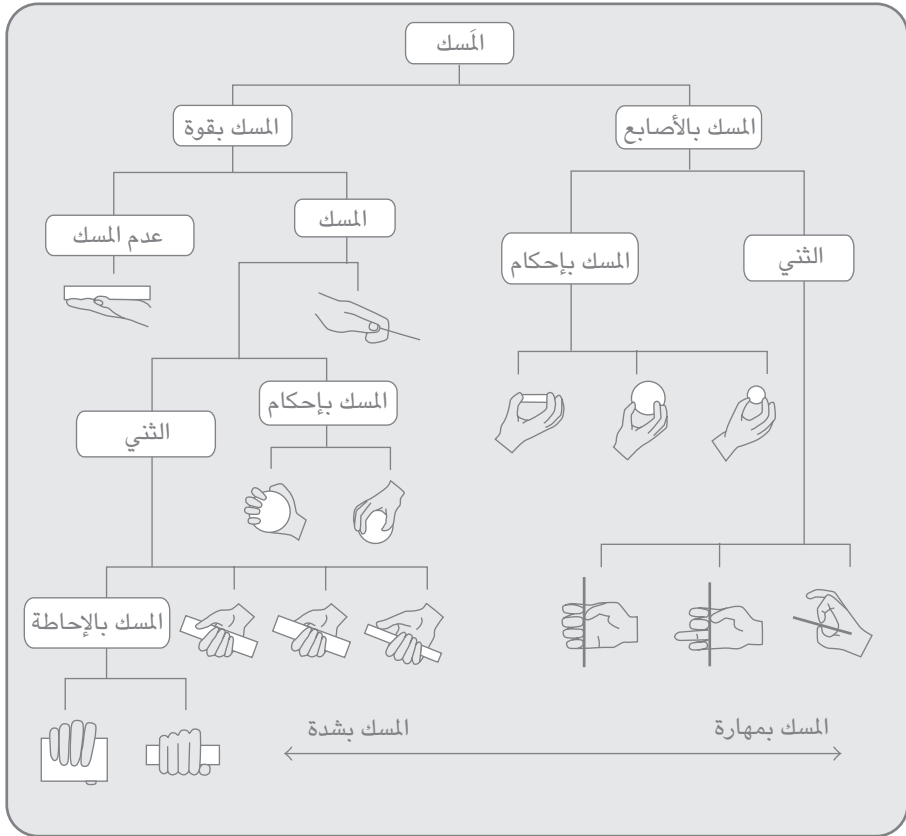 المَسك
المسك بالأصابع
المسك بقوة
المسك
عدم المسك
الثني
المسك بإحكام
المسك بإحكام
الثني
المسك بالإحاطة
المسك بمهارة
المسك بشدة